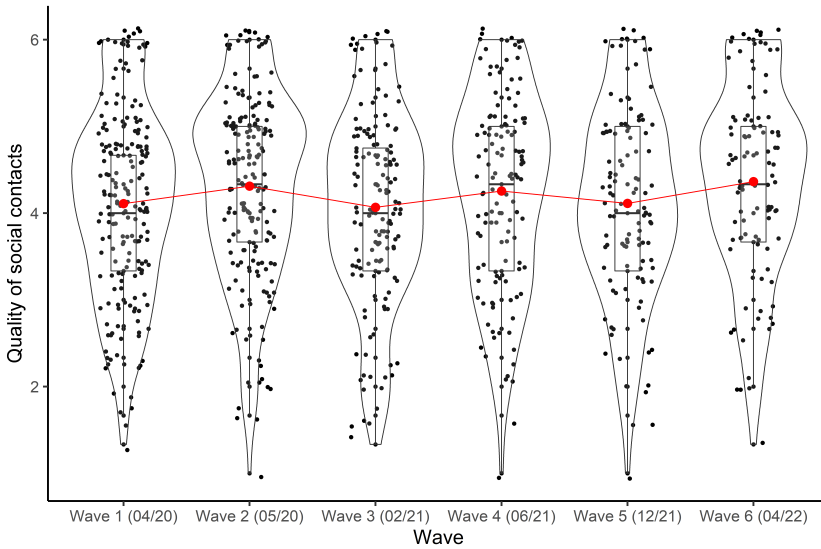 Quality of social contacts
6
4
2
Wave 1 (04/20) Wave 2 (05/20) Wave 3 (02/21) Wave 4 (06/21) Wave 5 (12/21) Wave 6 (04/22)
Wave